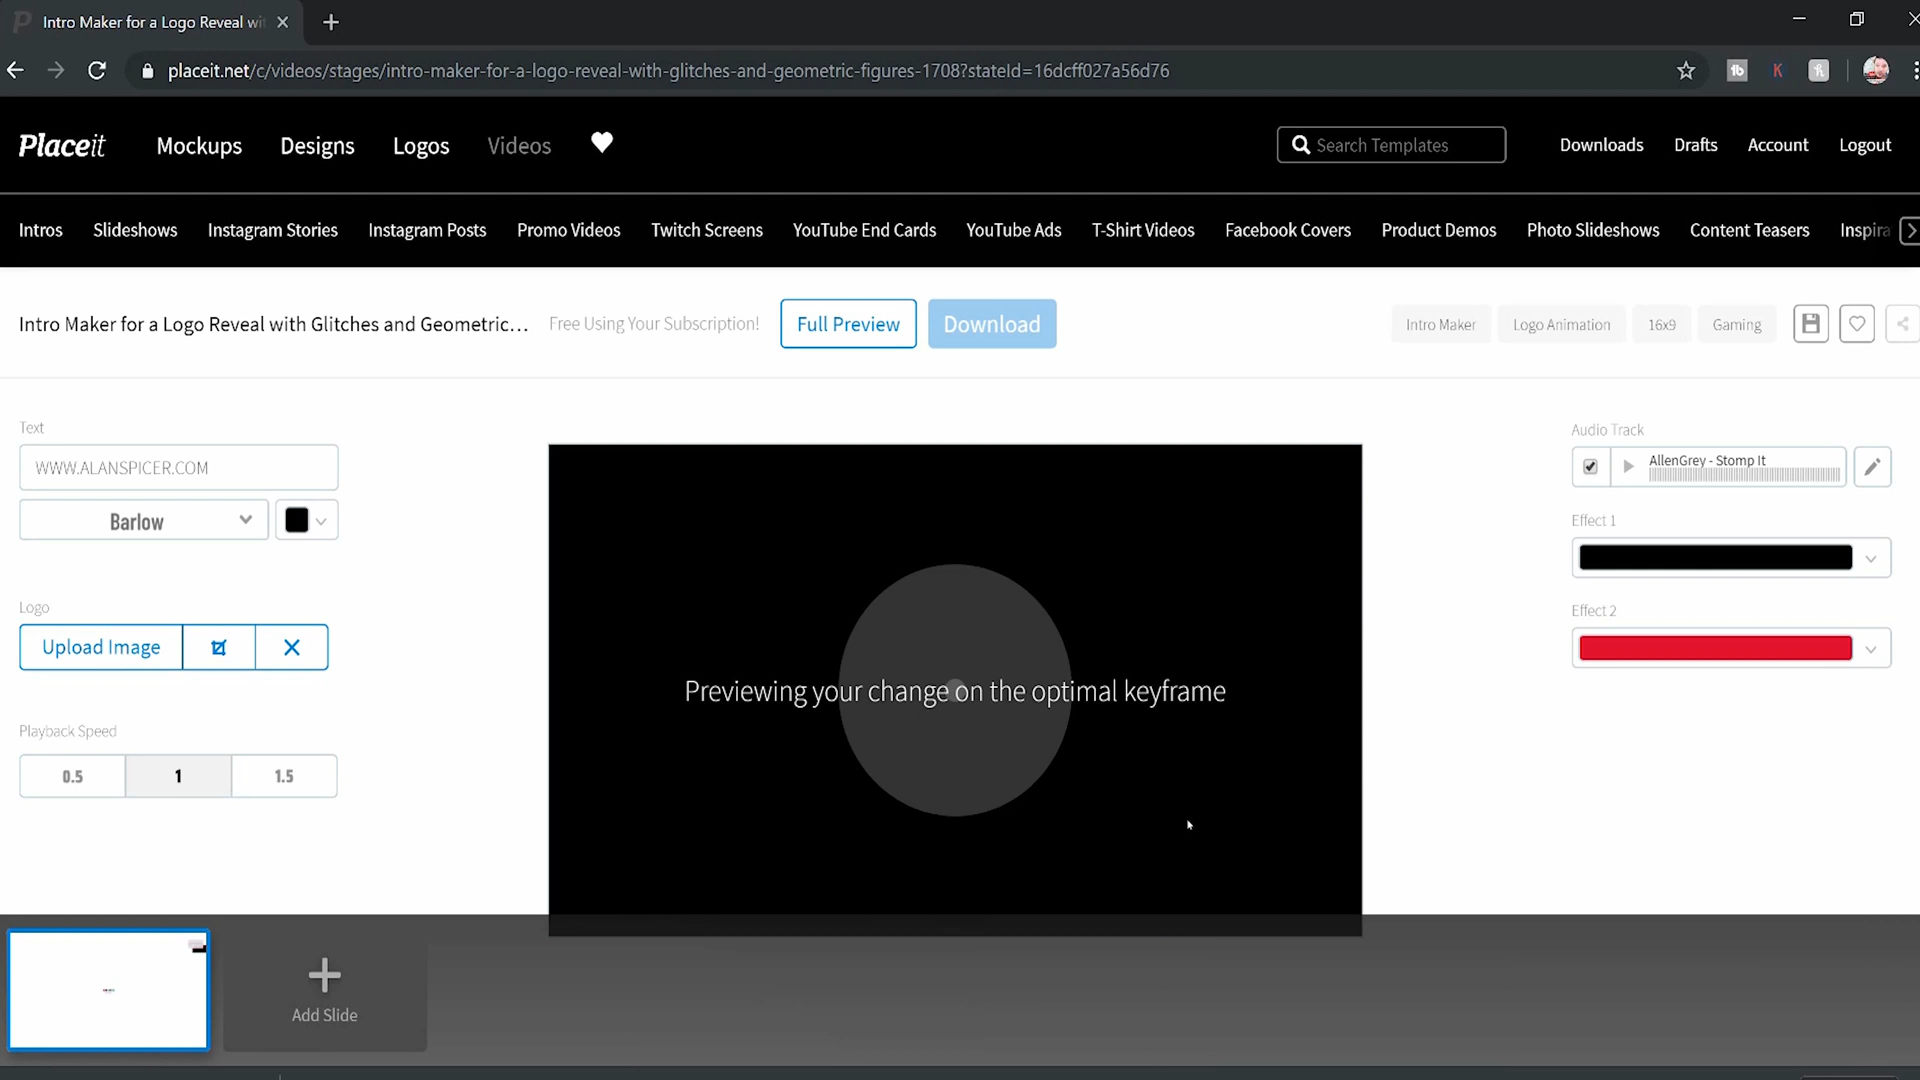 Intro Maker for a Logo Reveal wit
placeit.net/c/videos/stages/intro-maker-for-a-logo-reveal-with-glitches-and-geometric-figures-1708?stateId=16dcff027a56d76
Placeit
Mockups
Designs
Logos
Videos
Search Templates
Downloads
Drafts
Account
Logout
Intros
Slideshows
Instagram Stories
Instagram Posts
Promo Videos
Twitch Screens
YouTube End Cards
YouTube Ads
T-Shirt Videos
Facebook Covers
Product Demos
Photo Slideshows
Content Teasers
Inspira
Intro Maker for a Logo Reveal with Glitches and Geometric...
Free Using Your Subscription!
Full Preview
Download
Intro Maker
Logo Animation
16x9
Gaming
Text
WWW.ALANSPICER.COM
Barlow
Logo
Upload Image
Playback Speed
0.5
1
1.5
Previewing your change on the optimal keyframe
Audio Track
AllenGrey - Stomp It
Effect 1
Effect 2
Add Slide